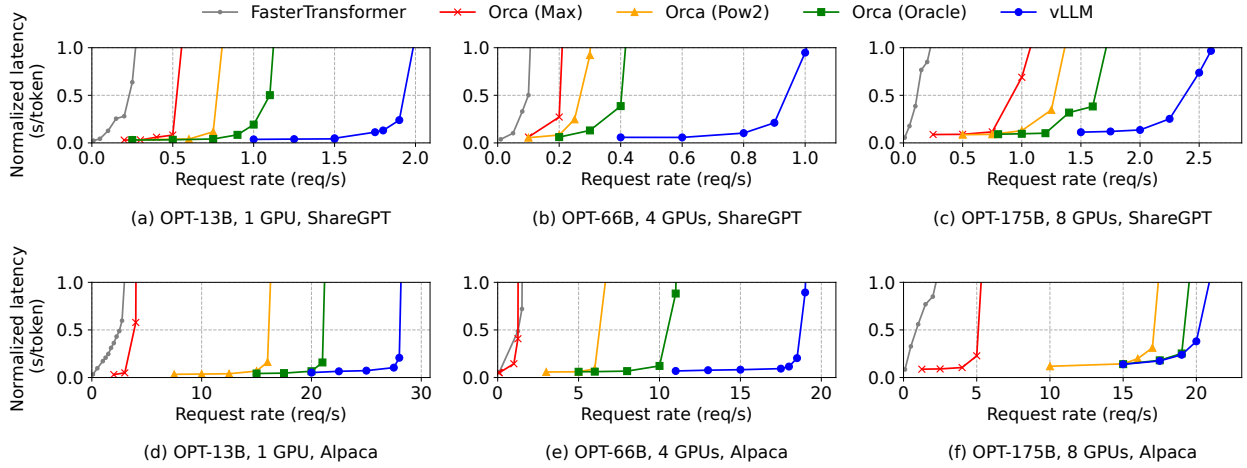 FasterTransformer Orca (Max) Orca (Pow2) Orca (Oracle) vLLM
Normalized latency
(s/token)
1.0
0.5
0.0
0.0 0.5 1.0 1.5 2.0
Request rate (req/s)
(a) OPT-13B, 1 GPU, ShareGPT
1.0
0.5
0.0
0.0 0.2 0.4 0.6 0.8 1.0
Request rate (req/s)
(b) OPT-66B, 4 GPUs, ShareGPT
1.0
0.5
0.0
0.0 0.5 1.0 1.5 2.0 2.5
Request rate (req/s)
(c) OPT-175B, 8 GPUs, ShareGPT
Normalized latency
(s/token)
1.0
0.5
0.0
0 10 20 30
Request rate (req/s)
(d) OPT-13B, 1 GPU, Alpaca
1.0
0.5
0.0
0 5 10 15 20
Request rate (req/s)
(e) OPT-66B, 4 GPUs, Alpaca
1.0
0.5
0.0
0 5 10 15 20
Request rate (req/s)
(f) OPT-175B, 8 GPUs, Alpaca